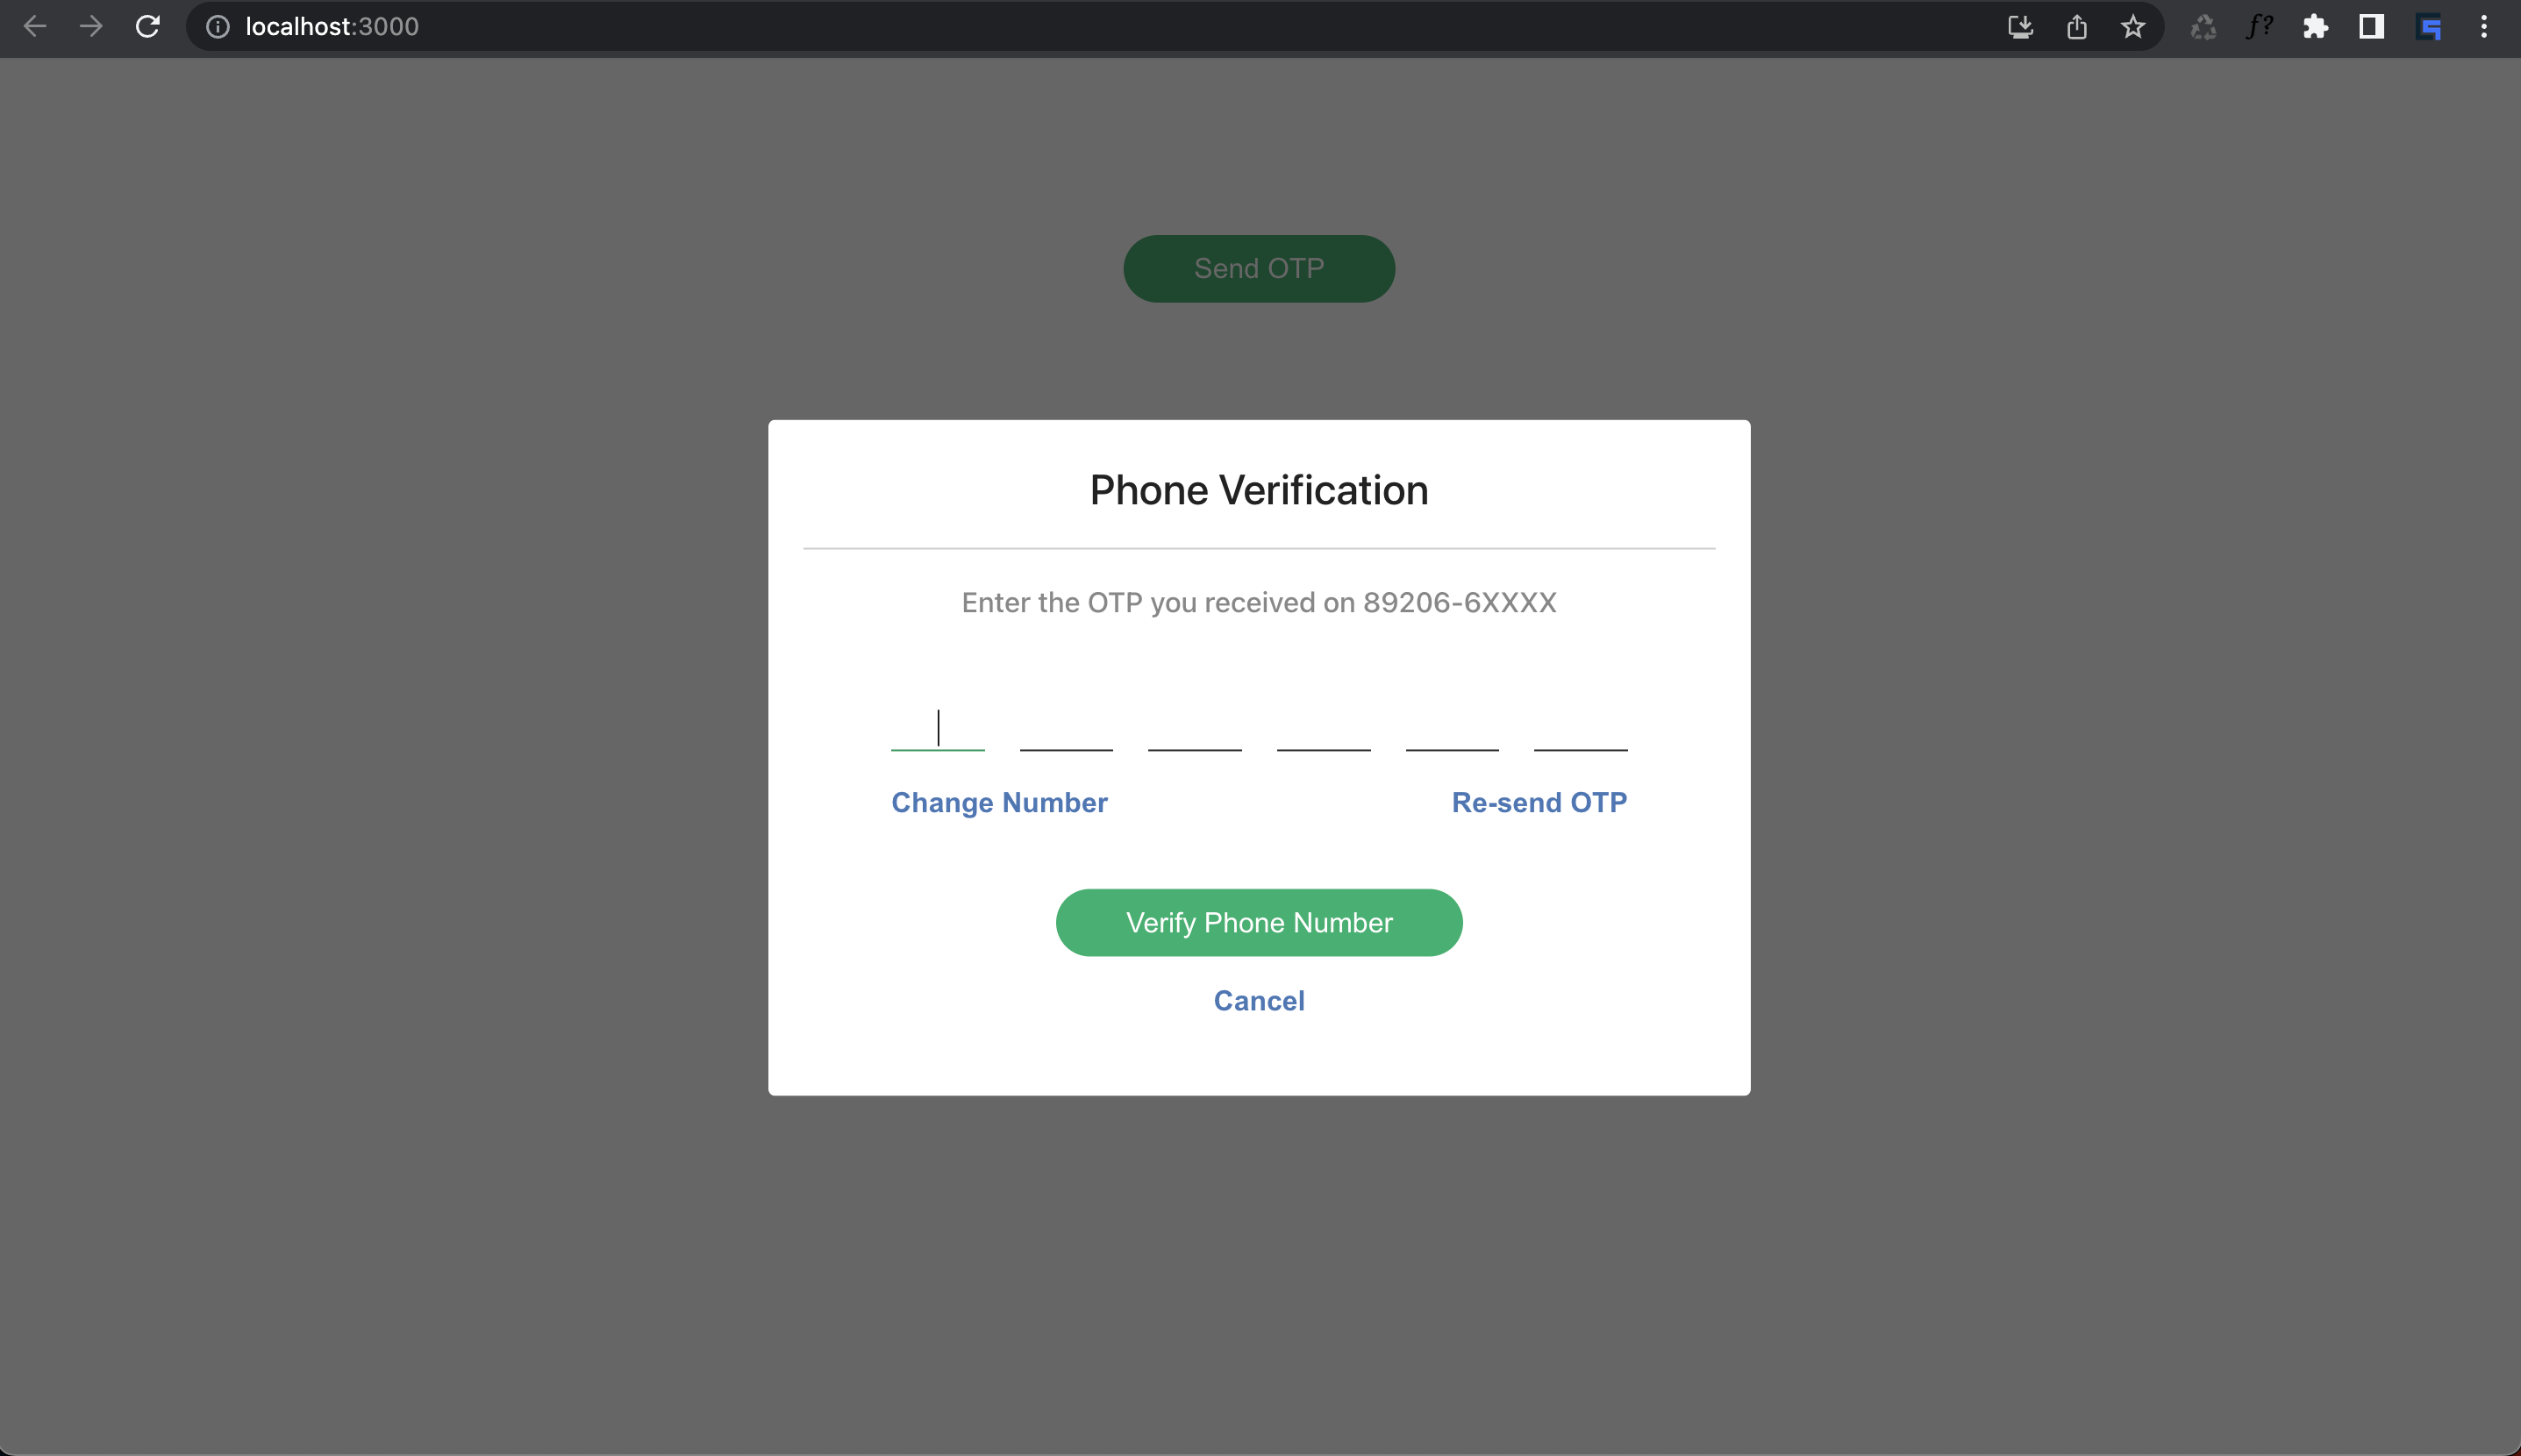 localhost:3000
f?
Send OTP
Phone Verification
Enter the OTP you received on 89206-6XXXX
Change Number Re-send OTP
Verify Phone Number
Cancel